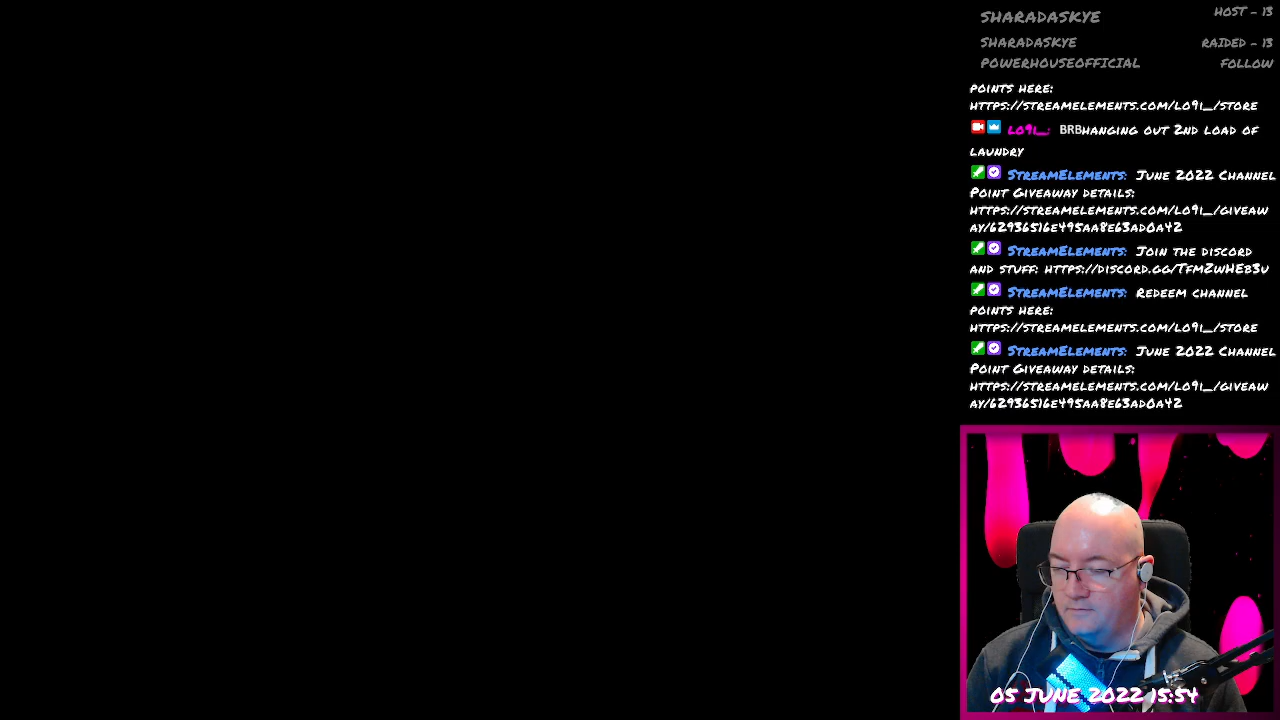 SHARADASKYE HOST - 13
SHARADASKYE RAIDED - 13
POWERHOUSEOFFICIAL FOLLOW
POINTS HERE:
HTTPS://STREAMELEMENTS.COM/LO9I_/STORE
LO9I_: BRBHANGING OUT 2ND LOAD OF
LAUNDRY
STREAMELEMENTS: JUNE 2022 CHANNEL
POINT GIVEAWAY DETAILS:
HTTPS://STREAMELEMENTS.COM/LO9I_/GIVEAW
AY/62936516E495AA8E63AD0A42
STREAMELEMENTS: JOIN THE DISCORD
AND STUFF: HTTPS://DISCORD.GG/TFMZWHE83U
STREAMELEMENTS: REDEEM CHANNEL
POINTS HERE:
HTTPS://STREAMELEMENTS.COM/LO9I_/STORE
STREAMELEMENTS: JUNE 2022 CHANNEL
POINT GIVEAWAY DETAILS:
HTTPS://STREAMELEMENTS.COM/LO9I_/GIVEAW
AY/62936516E495AA8E63AD0A42
05 JUNE 2022 15:54